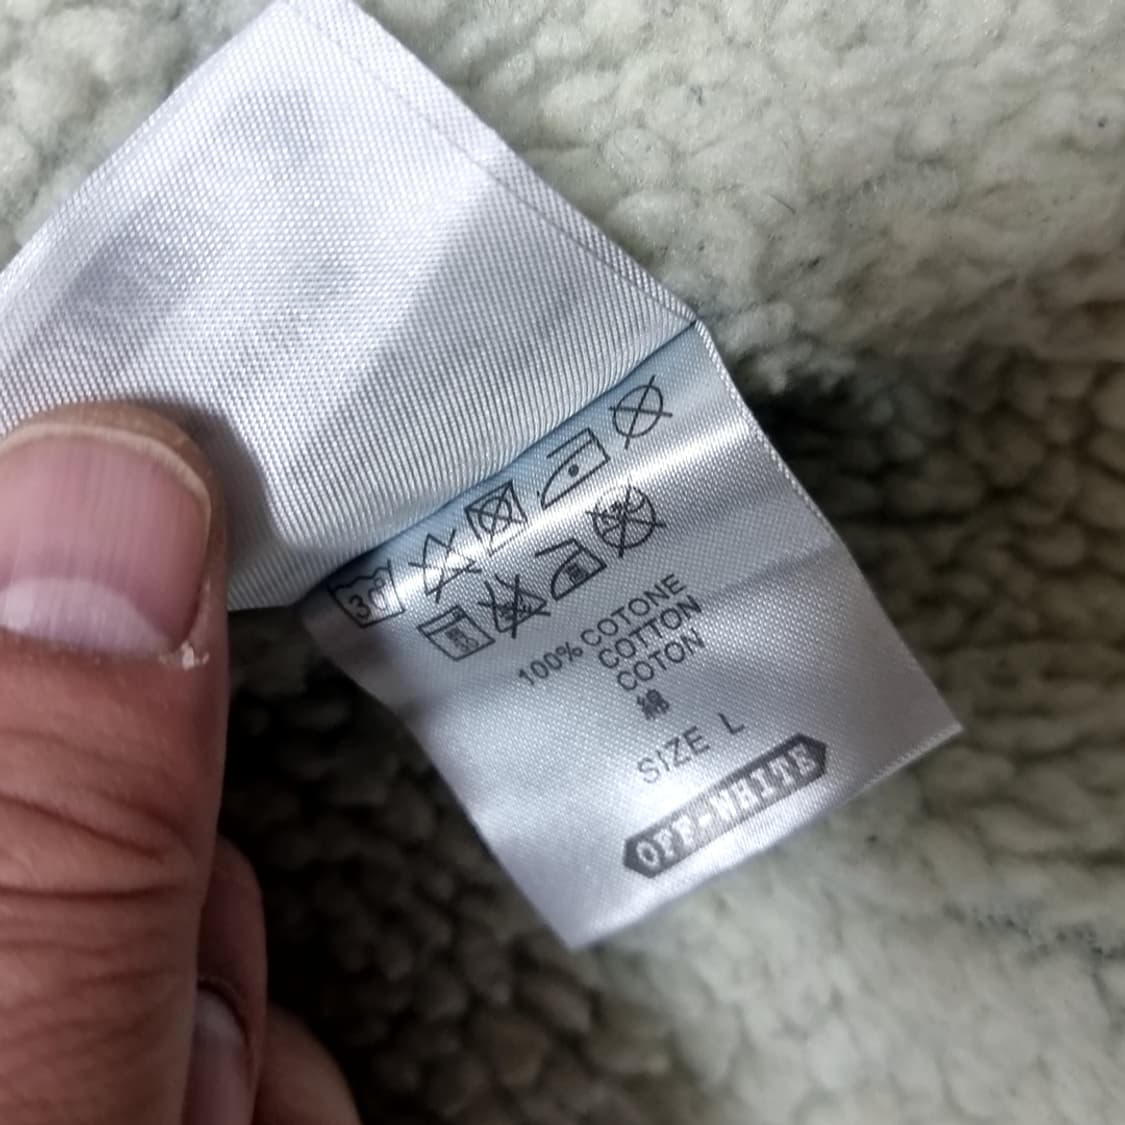 30°
100% COTONE
COTTON
COTON
綿
SIZE L
OFF-WHITE